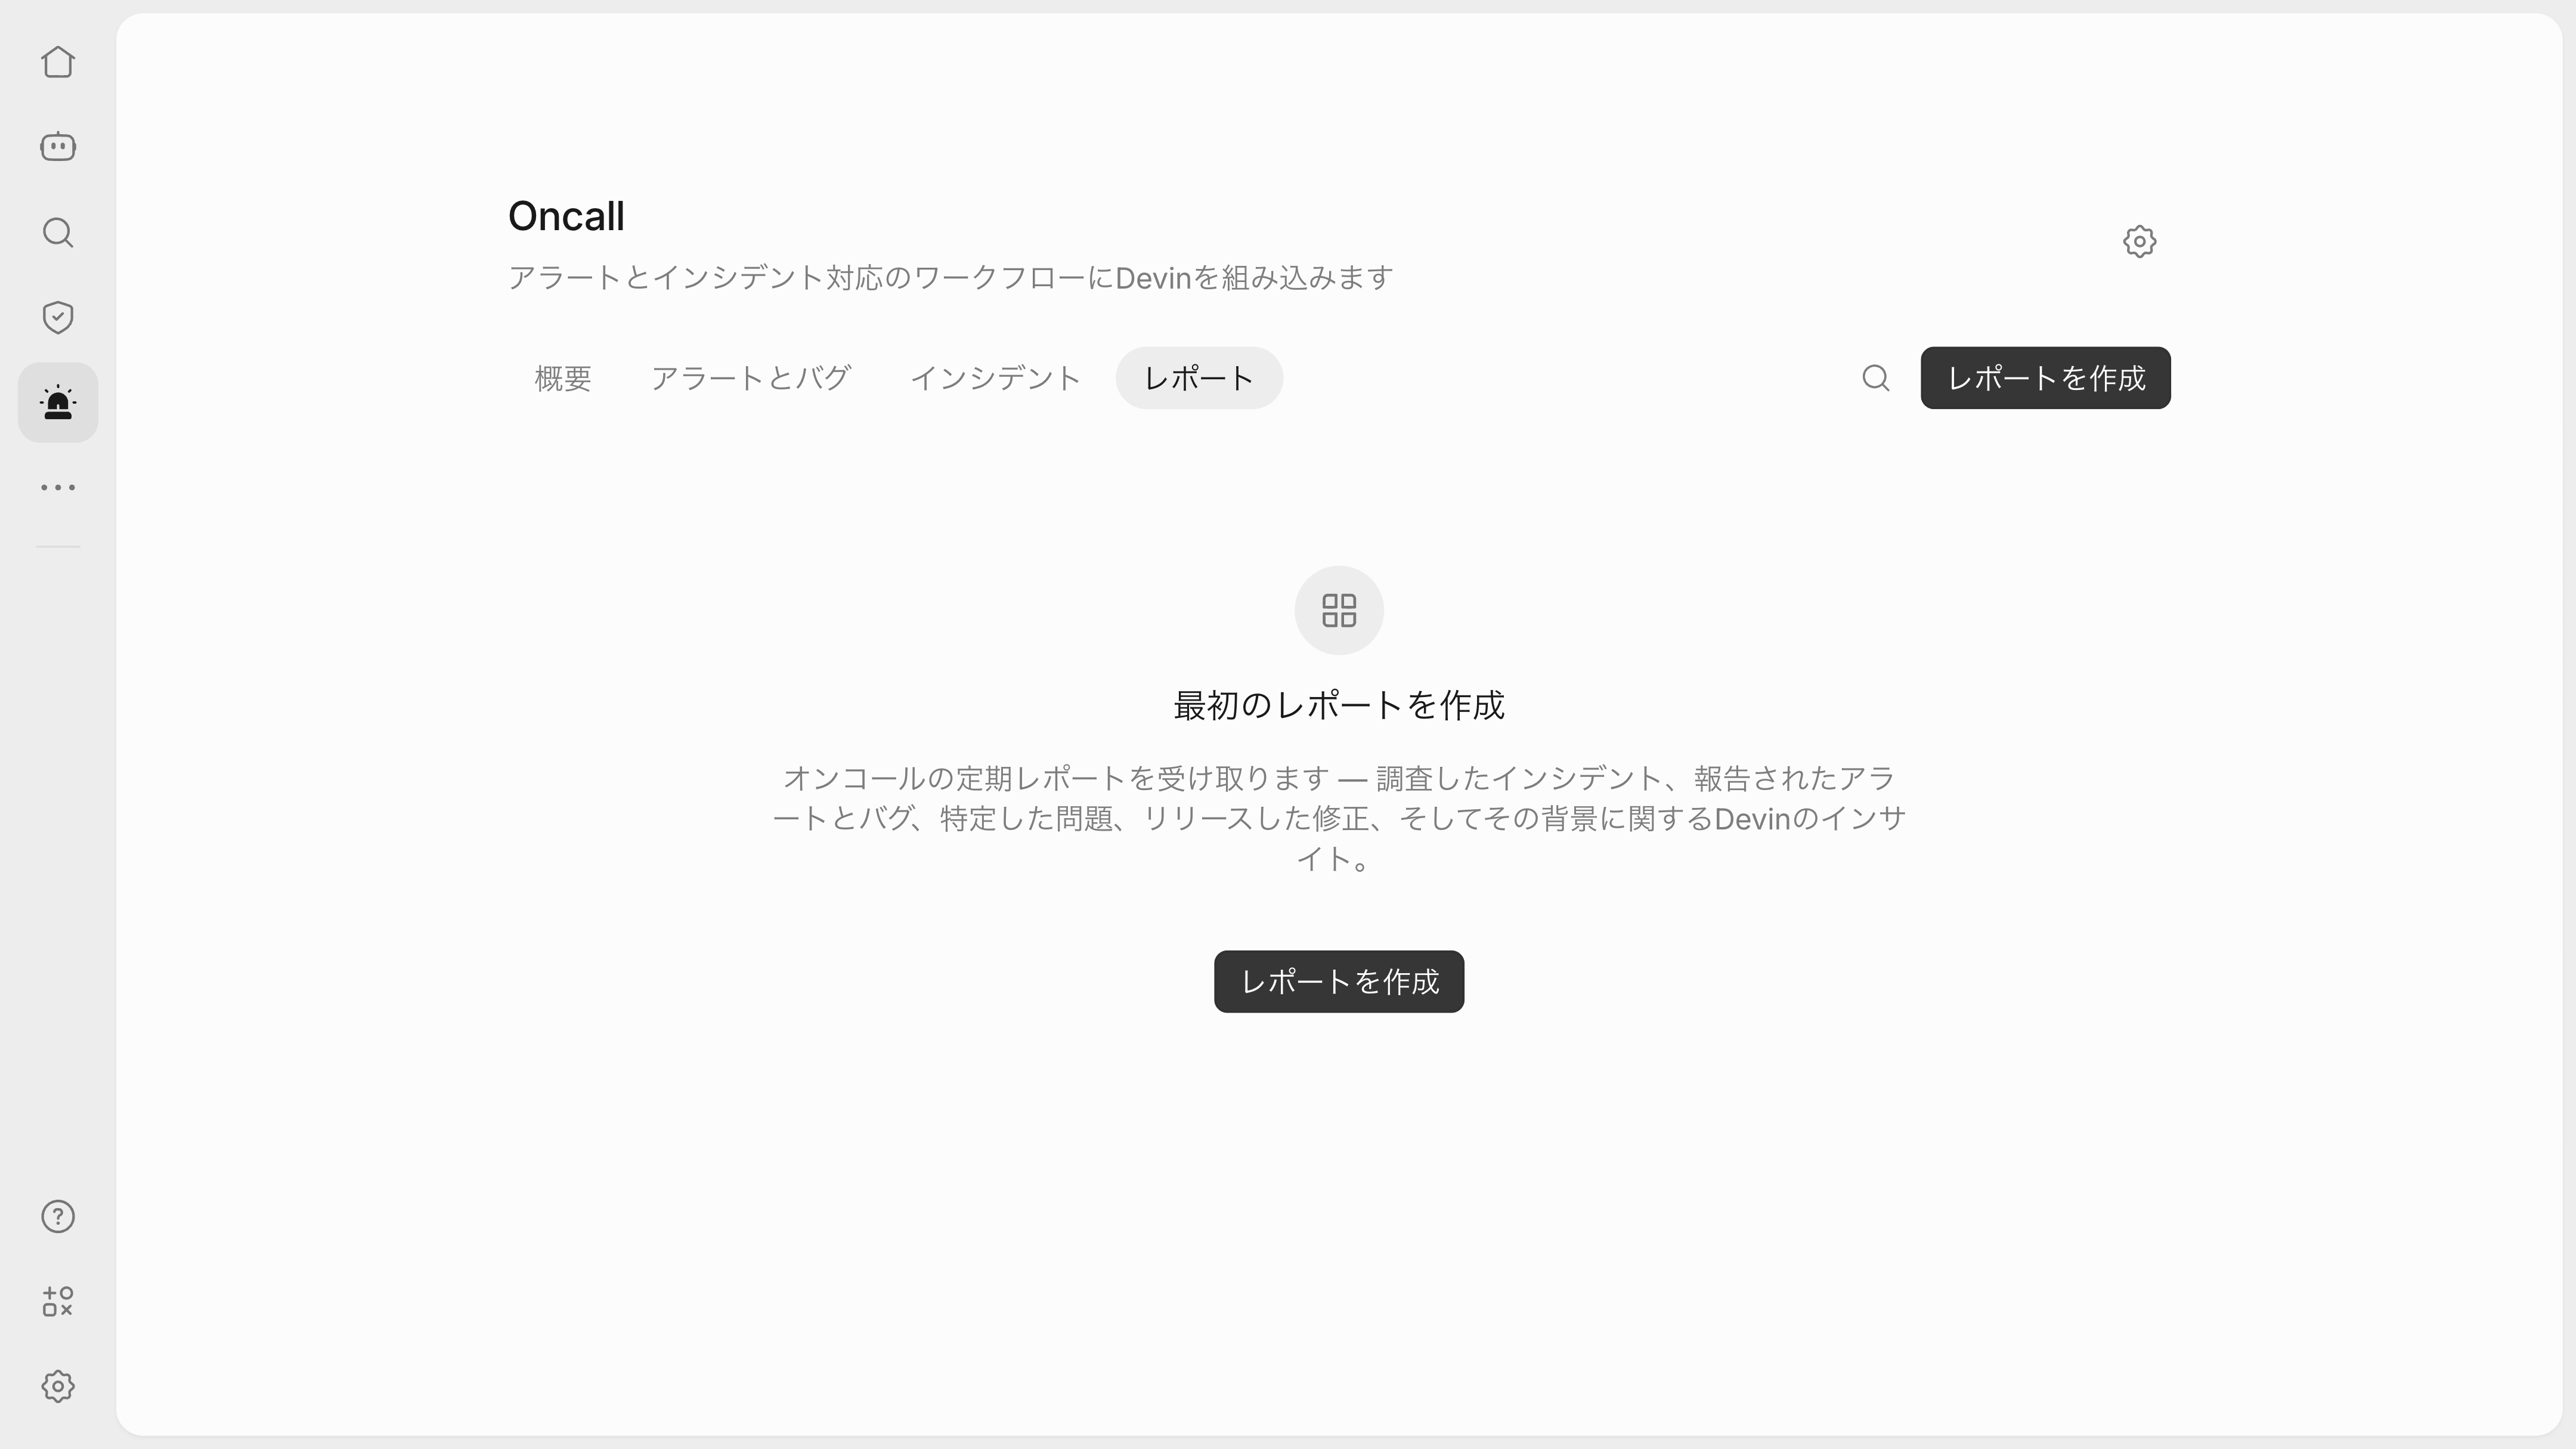 Oncall
アラートとインシデント対応のワークフローにDevinを組み込みます
概要 アラートとバグ インシデント レポート レポートを作成
最初のレポートを作成
オンコールの定期レポートを受け取ります — 調査したインシデント、報告されたアラ
ートとバグ、特定した問題、リリースした修正、そしてその背景に関するDevinのインサ
イト。
レポートを作成